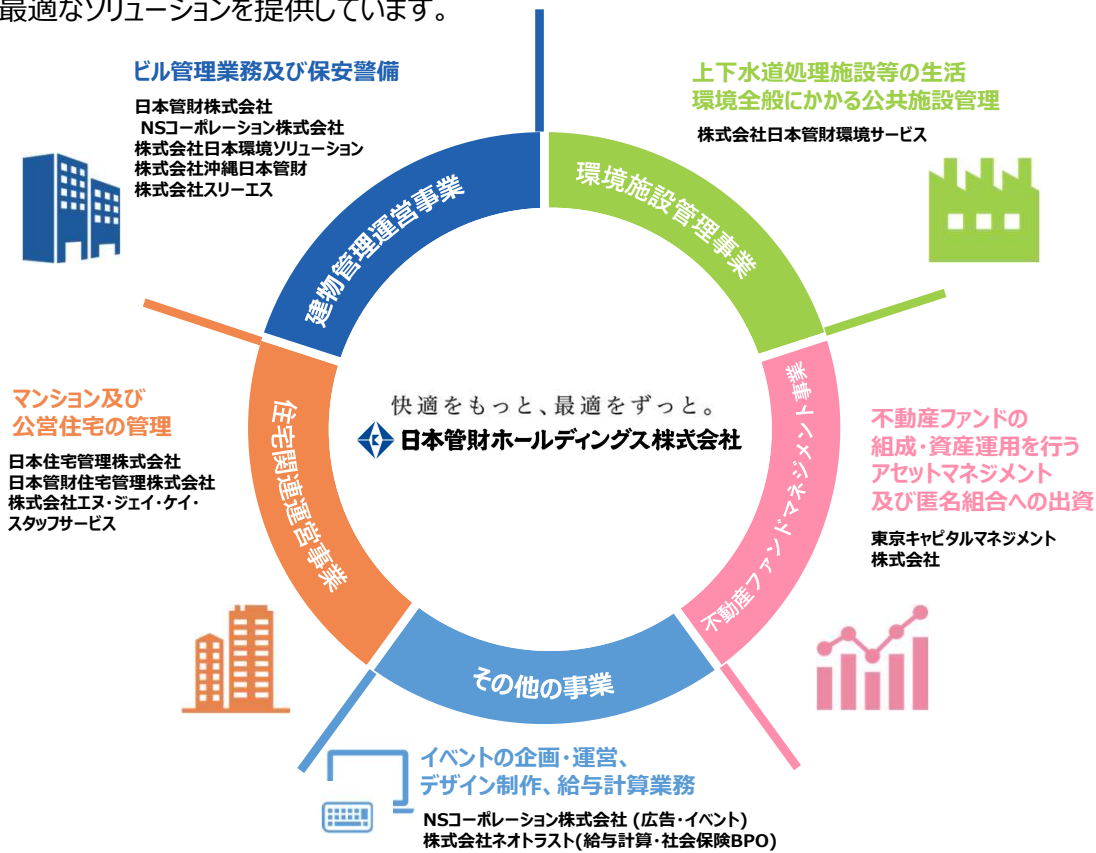 最適なソリューションを提供しています。
ビル管理業務及び保安警備
日本管財株式会社
NSコーポレーション株式会社
株式会社日本環境ソリューション
株式会社沖縄日本管財
株式会社スリーエス
上下水道処理施設等の生活
環境全般にかかる公共施設管理
株式会社日本管財環境サービス
建物管理運営事業
環境施設管理事業
マンション及び
公営住宅の管理
日本住宅管理株式会社
日本管財住宅管理株式会社
株式会社エヌ・ジェイ・ケイ・
スタッフサービス
住宅関連運営事業
快適をもっと、最適をずっと。
日本管財ホールディングス株式会社
不動産ファンドマネジメント事業
不動産ファンドの
組成・資産運用を行う
アセットマネジメント
及び匿名組合への出資
東京キャピタルマネジメント
株式会社
その他の事業
イベントの企画・運営、
デザイン制作、給与計算業務
NSコーポレーション株式会社 (広告・イベント)
株式会社ネオトラスト(給与計算・社会保険BPO)